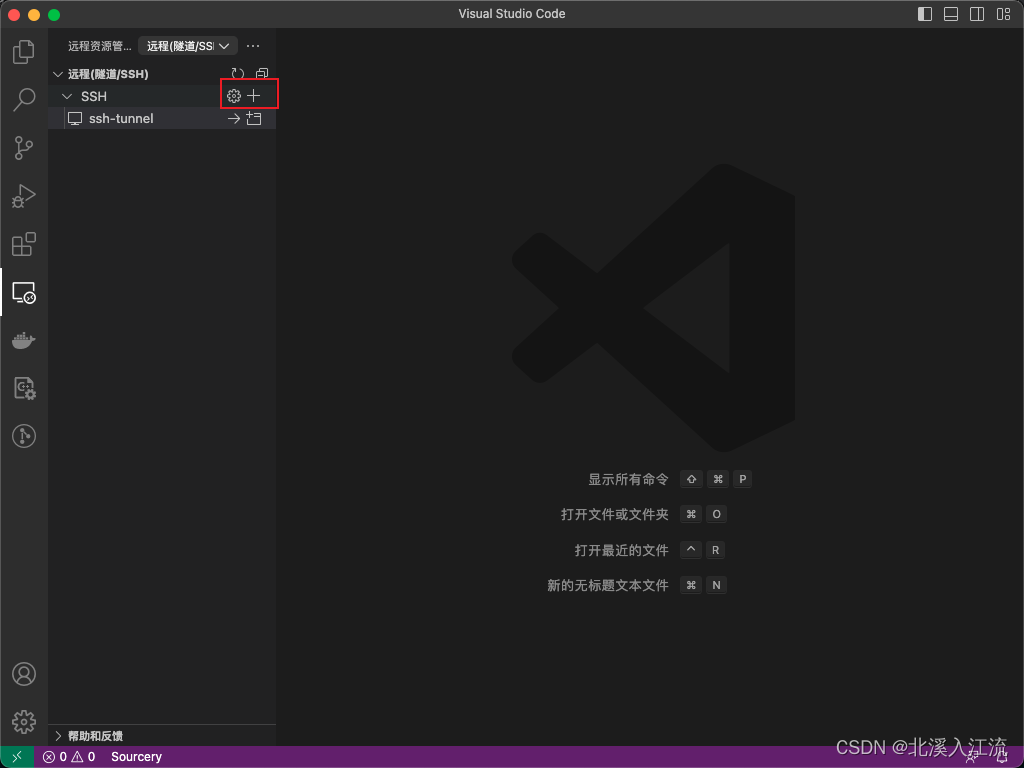 Visual Studio Code
远程资源管... 远程(隧道/SSI
远程(隧道/SSH)
SSH
ssh-tunnel
显示所有命令 ⇧ ⌘ P
打开文件或文件夹 ⌘ O
打开最近的文件 ^ R
新的无标题文本文件 ⌘ N
帮助和反馈
0 0 Sourcery
CSDN @北溪入江流